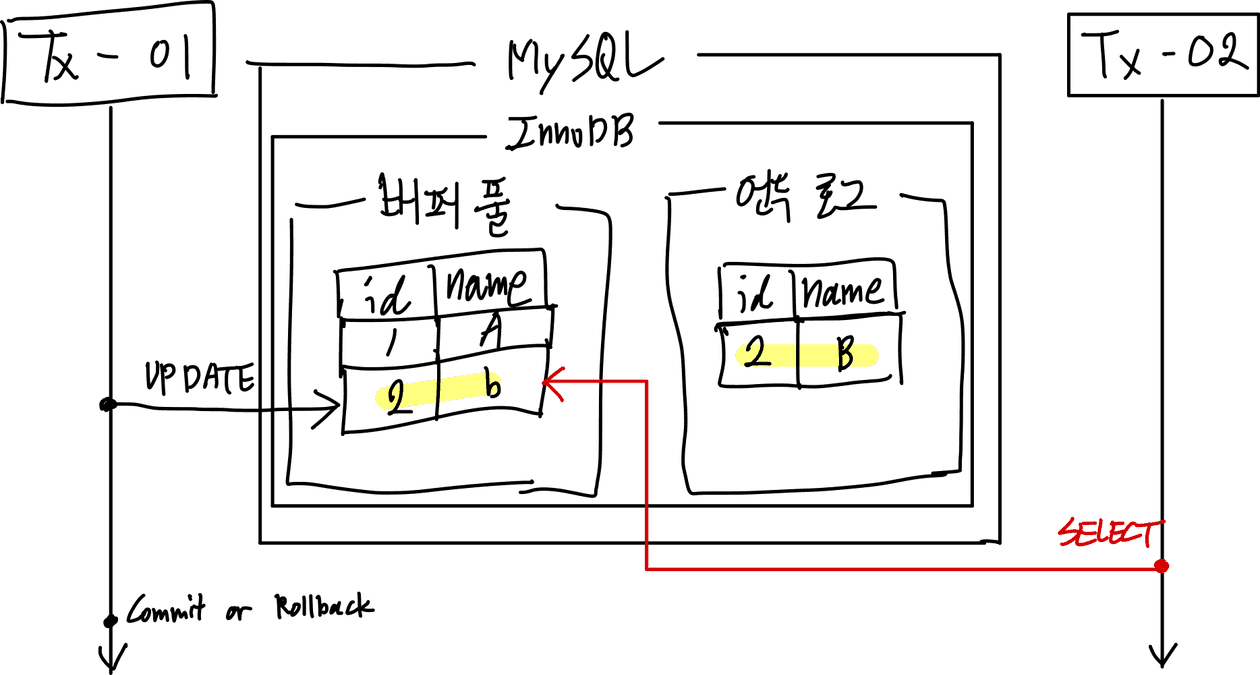 Tx - 01
MySQL
Tx - 02
InnoDB
버퍼 풀
언두 로그
id name
1 A
2 b
id name
2 B
UPDATE
SELECT
Commit or Rollback